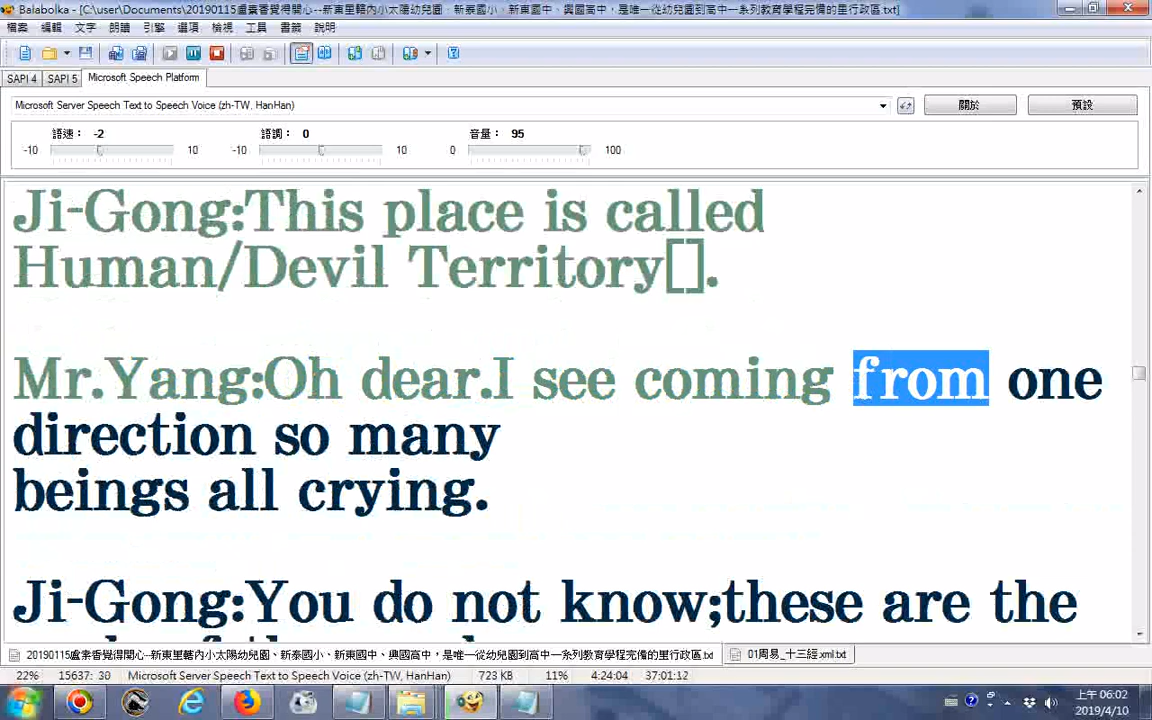 Balabolka - [C:\user\Documents\20190115盧素香覺得開心--新東里轄內小太陽幼兒園、新泰國小、新東國中、興國高中，是唯一從幼兒園到高中一系列教育學程完備的里行政區.txt]
檔案 編輯 文字 朗讀 引擎 選項 檢視 工具 書籤 說明
SAPI 4 SAPI 5 Microsoft Speech Platform
Microsoft Server Speech Text to Speech Voice (zh-TW, HanHan) 關於 預設
語速： -2 語調： 0 音量： 95
-10 10 -10 10 0 100
Ji-Gong:This place is called
Human/Devil Territory[].
Mr.Yang:Oh dear.I see coming from one
direction so many
beings all crying.
Ji-Gong:You do not know;these are the
20190115盧素香覺得開心--新東里轄內小太陽幼兒園、新泰國小、新東國中、興國高中，是唯一從幼兒園到高中一系列教育學程完備的里行政區.txt 01周易_十三經.xml.txt
22% 15637: 30 Microsoft Server Speech Text to Speech Voice (zh-TW, HanHan) 723 KB 11% 4:24:04 37:01:12
上午 06:02
2019/4/10